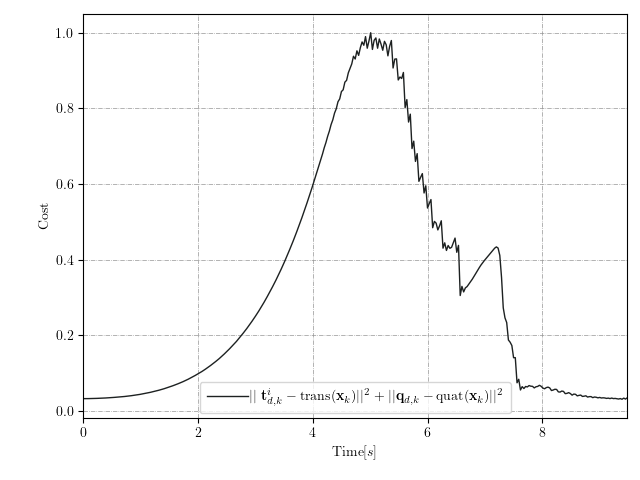 1.0
0.8
0.6
0.4
0.2
0.0
Cost
|| t^i_{d,k} − trans(x_k)||² + ||q_{d,k} − quat(x_k)||²
0 2 4 6 8
Time[s]